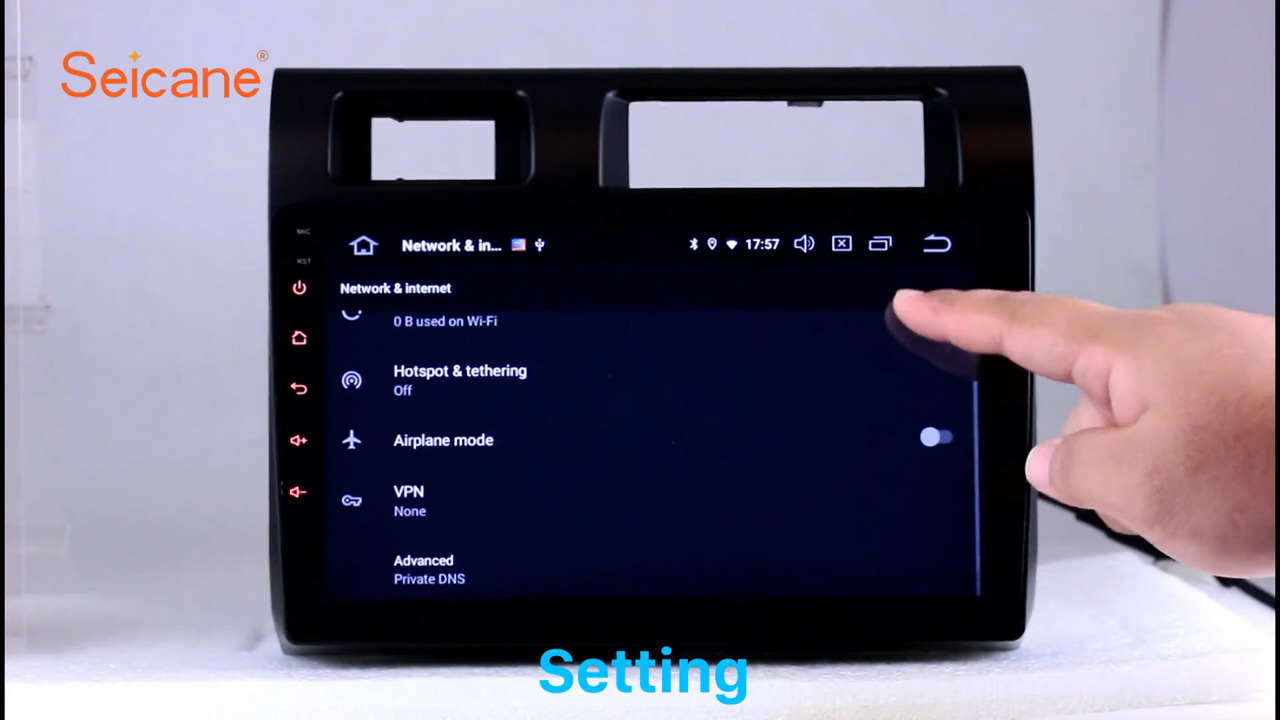 Seicane®
MIC
RST
Network & in... 17:57
Network & internet
0 B used on Wi-Fi
Hotspot & tethering
Off
Airplane mode
VPN
None
Advanced
Private DNS
Setting